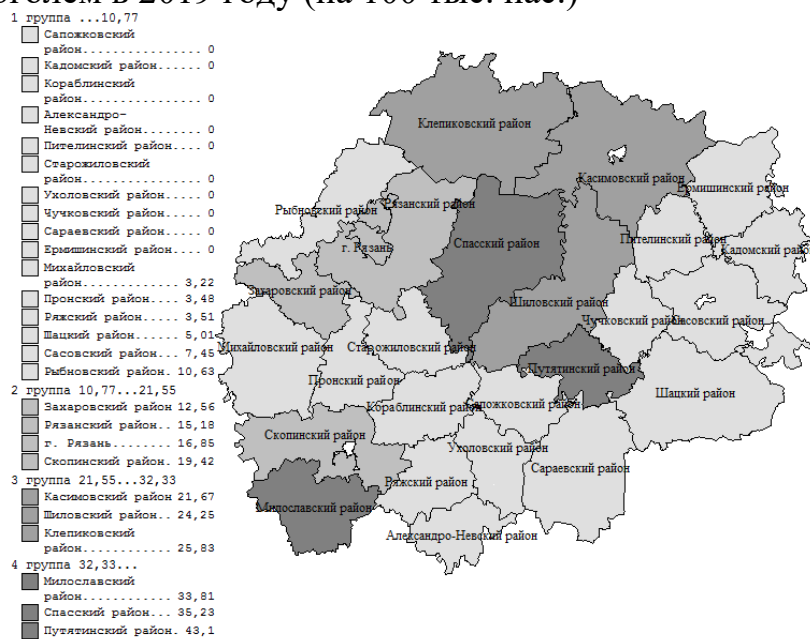 в 2019 году (на 100 тыс. нас.)
1 группа ...10,77
Сапожковский
район................ 0
Кадомский район...... 0
Кораблинский
район................ 0
Александро-
Невский район........ 0
Пителинский район.... 0
Старожиловский
район................ 0
Ухоловский район..... 0
Чучковский район..... 0
Сараевский район..... 0
Ермишинский район.... 0
Михайловский
район............. 3,22
Пронский район.... 3,48
Ряжский район..... 3,51
Шацкий район...... 5,01
Сасовский район... 7,45
Рыбновский район. 10,63
2 группа 10,77...21,55
Захаровский район 12,56
Рязанский район.. 15,18
г. Рязань........ 16,85
Скопинский район. 19,42
3 группа 21,55...32,33
Касимовский район 21,67
Шиловский район.. 24,25
Клепиковский
район............ 25,83
4 группа 32,33...
Милославский
район............ 33,81
Спасский район... 35,23
Путятинский район. 43,1
Клепиковский район
Касимовский район
Ермишинский район
Рязанский район
Рыбновский район
г. Рязань
Спасский район
Пителинский район
Кадомский район
Захаровский район
Шиловский район
Чучковский район
Сасовский район
Михайловский район
Старожиловский район
Путятинский район
Пронский район
Шацкий район
Кораблинский район
Сапожковский район
Скопинский район
Ухоловский район
Сараевский район
Ряжский район
Милославский район
Александро-Невский район